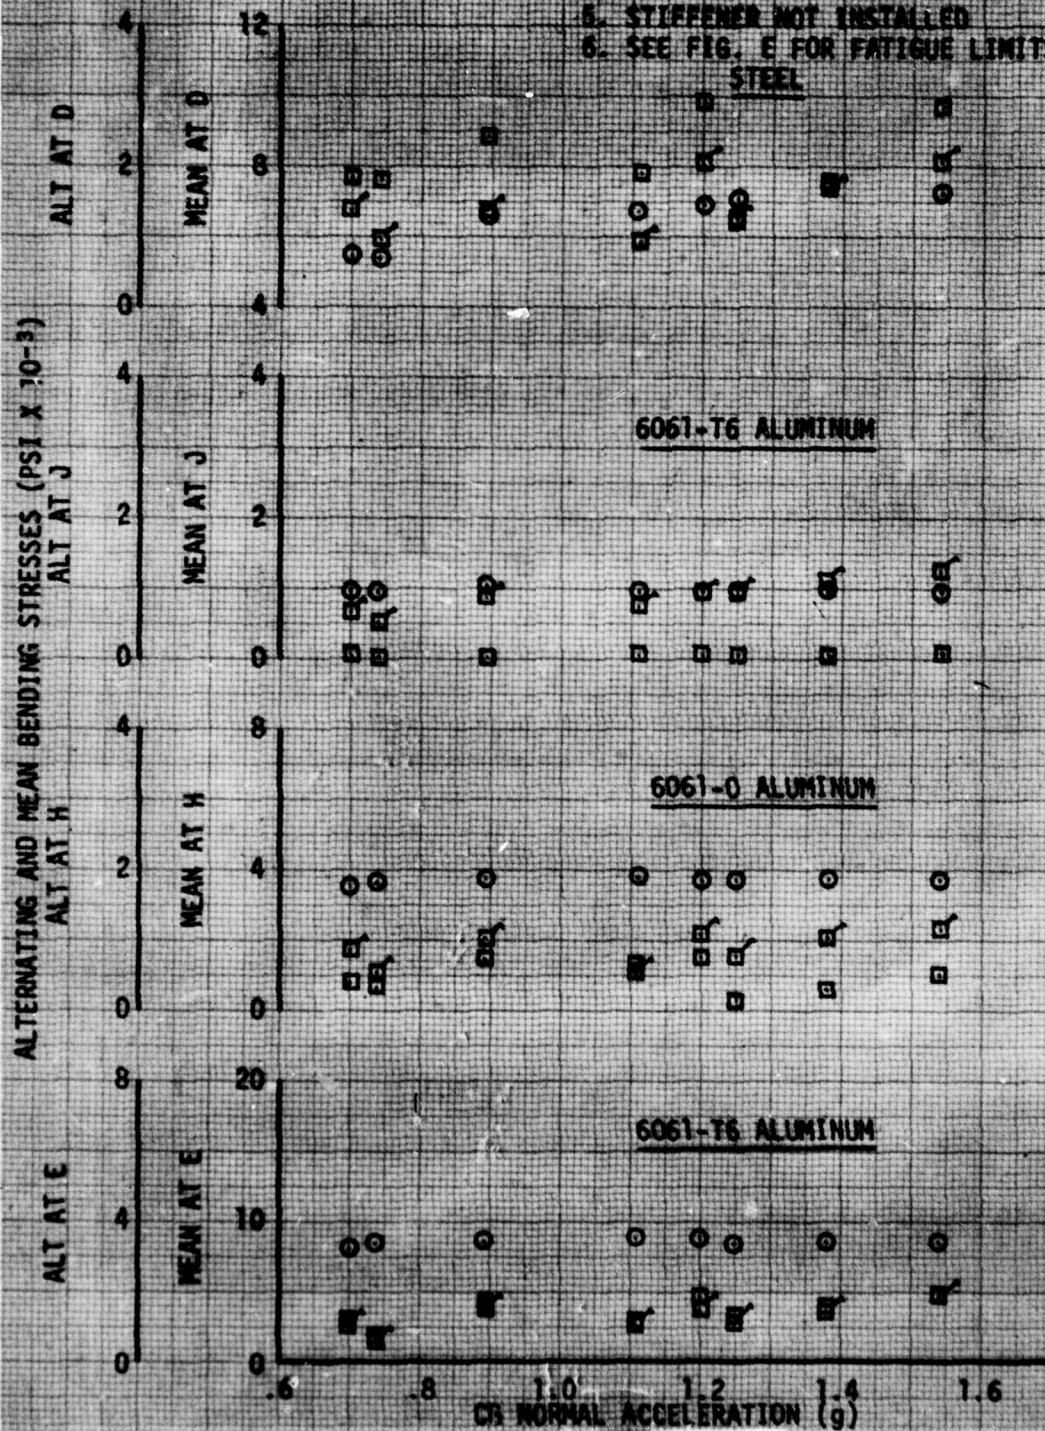 5. STIFFENER NOT INSTALLED
6. SEE FIG. E FOR FATIGUE LIMITS
STEEL
4
12
ALT AT D
2
MEAN AT D
8
0
4
ALTERNATING AND MEAN BENDING STRESSES (PSI X 10-3)
4
4
6061-T6 ALUMINUM
ALT AT J
2
MEAN AT J
2
0
0
4
8
6061-O ALUMINUM
ALT AT H
2
MEAN AT H
4
0
0
8
20
6061-T6 ALUMINUM
ALT AT E
4
MEAN AT E
10
0
0
.6 .8 1.0 1.2 1.4 1.6
NORMAL ACCELERATION (g)